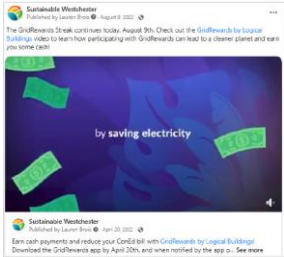 Sustainable Westchester
Published by Lauren Brois · August 9, 2022 ·
The GridRewards Streak continues today, August 9th. Check out the GridRewards by Logical
Buildings video to learn how participating with GridRewards can lead to a cleaner planet and earn
you some cash!
by saving electricity
Sustainable Westchester
Published by Lauren Brois · April 20, 2022 ·
Earn cash payments and reduce your ConEd bill with GridRewards by Logical Buildings!
Download the GridRewards app by April 20th, and when notified by the app o... See more